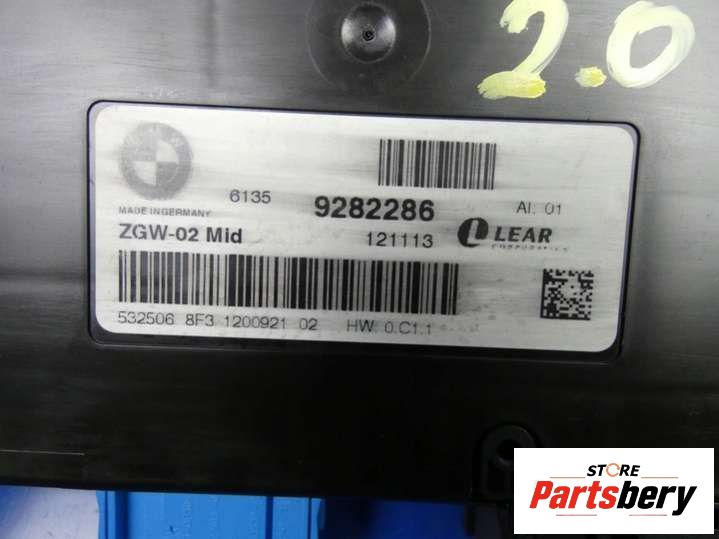 2.0
6135 9282286 AI: 01
MADE IN GERMANY
ZGW-02 Mid 121113 LEAR
CORPORATION
532506 8F3 1200921 02 HW: 0.C1.1
STORE
Partsbery